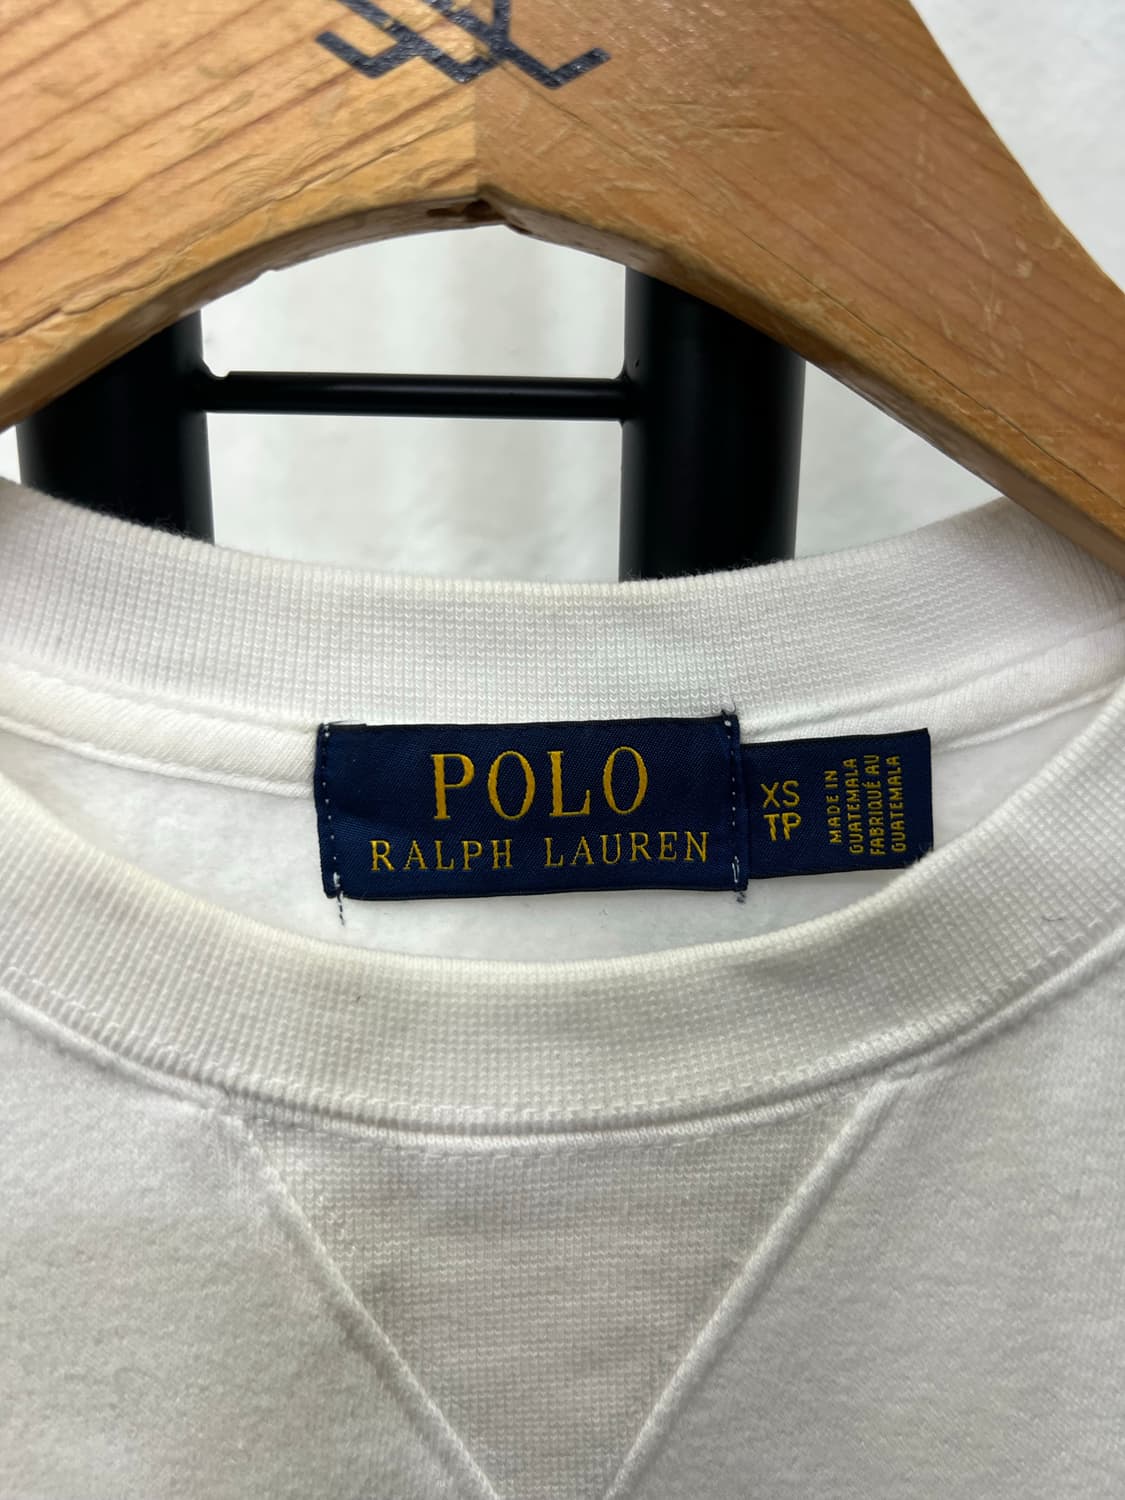 POLO
RALPH LAUREN
XS
TP
MADE IN
GUATEMALA
FABRIQUÉ AU
GUATEMALA